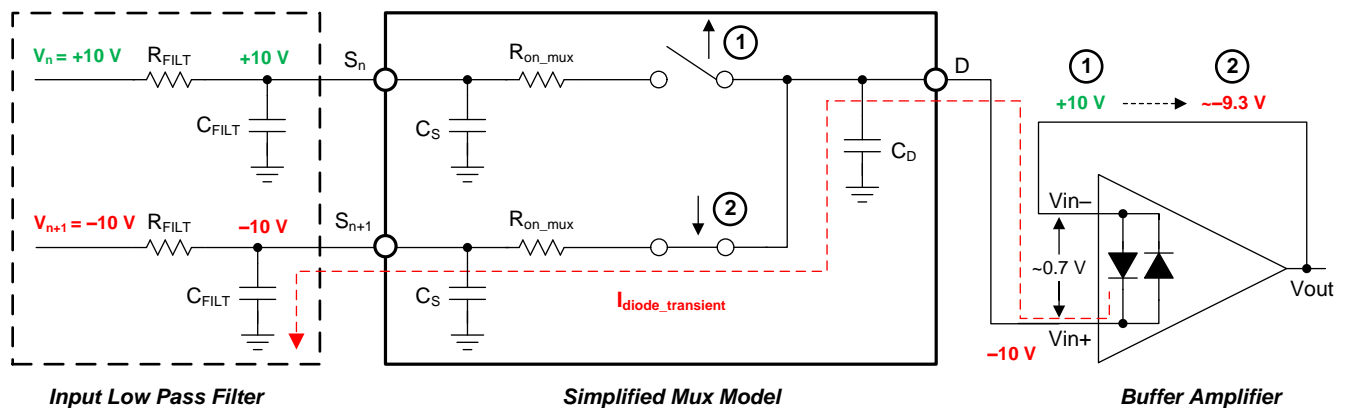 Vn = +10 V
RFILT
+10 V
CFILT
Sn
Ron_mux
1
CS
D
CD
Vn+1 = –10 V
RFILT
–10 V
CFILT
Sn+1
Ron_mux
2
CS
Idiode_transient
1
2
+10 V
~–9.3 V
Vin–
~0.7 V
Vin+
–10 V
Vout
Input Low Pass Filter
Simplified Mux Model
Buffer Amplifier